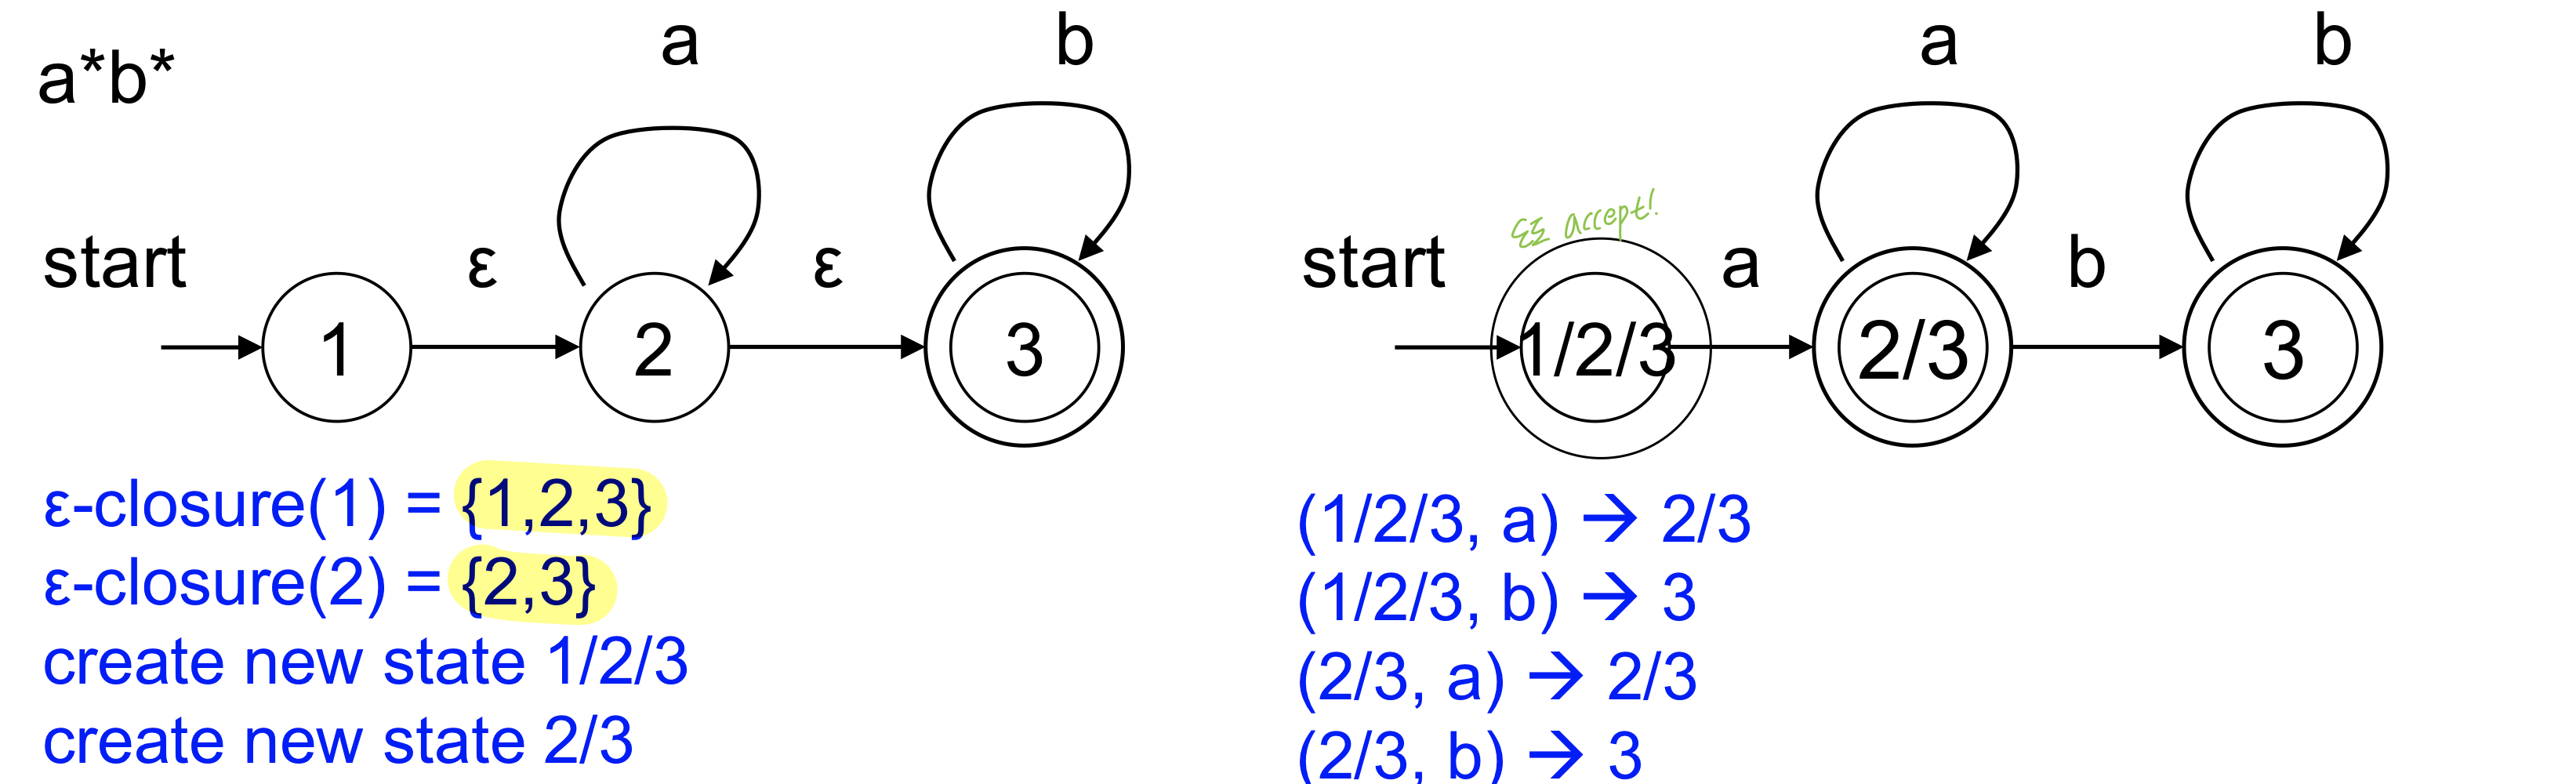 a*b*
a
b
start
ε
ε
1
2
3
ε-closure(1) = {1,2,3}
ε-closure(2) = {2,3}
create new state 1/2/3
create new state 2/3
a
b
accept!
start
a
b
1/2/3
2/3
3
(1/2/3, a) → 2/3
(1/2/3, b) → 3
(2/3, a) → 2/3
(2/3, b) → 3